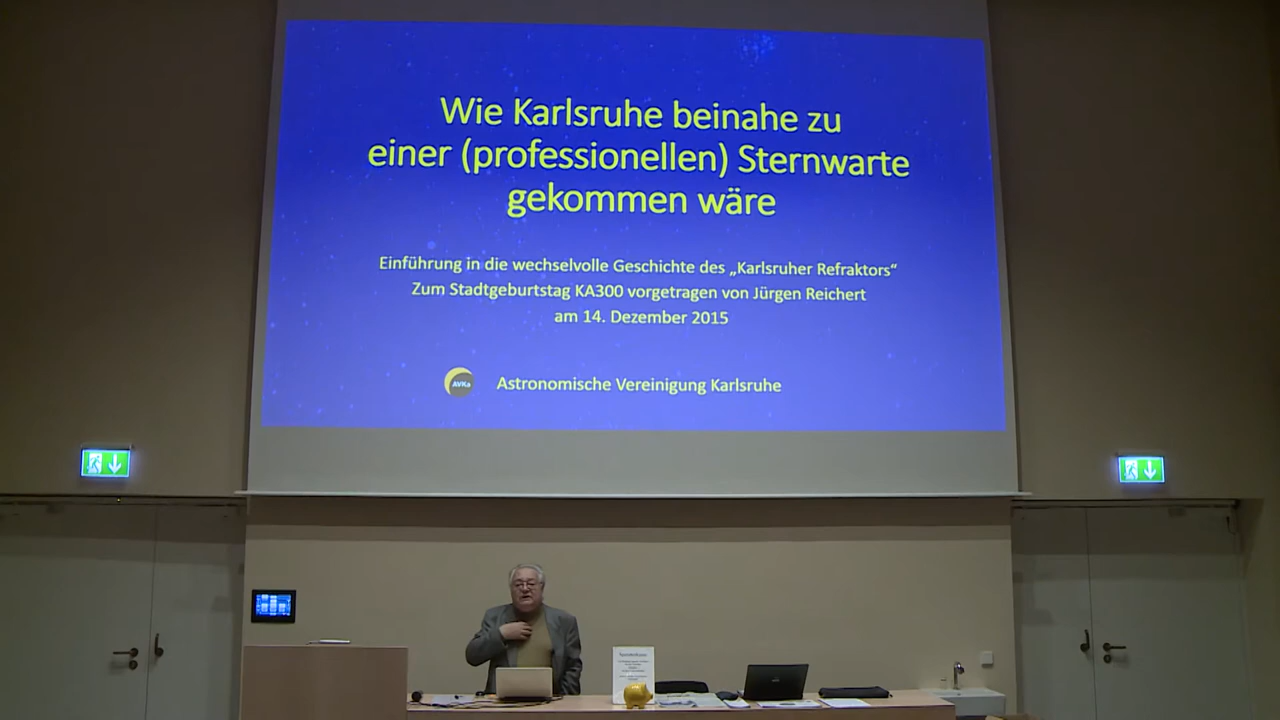 Wie Karlsruhe beinahe zu
einer (professionellen) Sternwarte
gekommen wäre
Einführung in die wechselvolle Geschichte des „Karlsruher Refraktors“
Zum Stadtgeburtstag KA300 vorgetragen von Jürgen Reichert
am 14. Dezember 2015
AVKa
Astronomische Vereinigung Karlsruhe